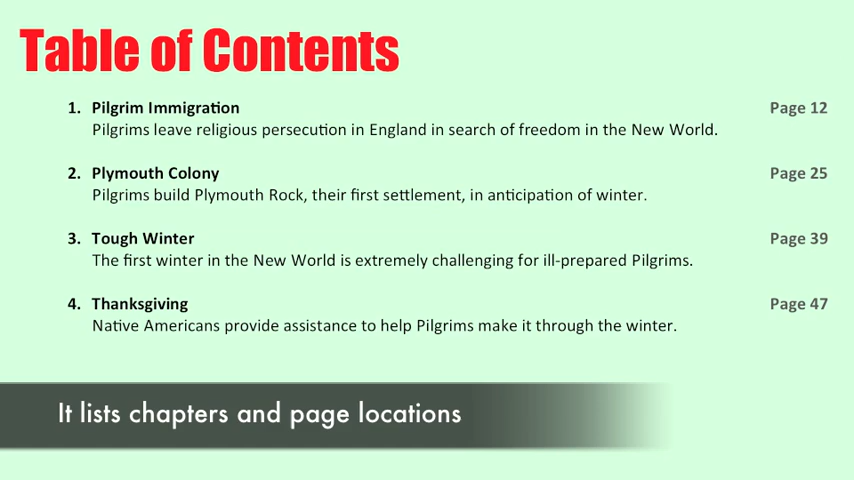 Table of Contents
1. Pilgrim Immigration Page 12
Pilgrims leave religious persecution in England in search of freedom in the New World.
2. Plymouth Colony Page 25
Pilgrims build Plymouth Rock, their first settlement, in anticipation of winter.
3. Tough Winter Page 39
The first winter in the New World is extremely challenging for ill-prepared Pilgrims.
4. Thanksgiving Page 47
Native Americans provide assistance to help Pilgrims make it through the winter.
It lists chapters and page locations